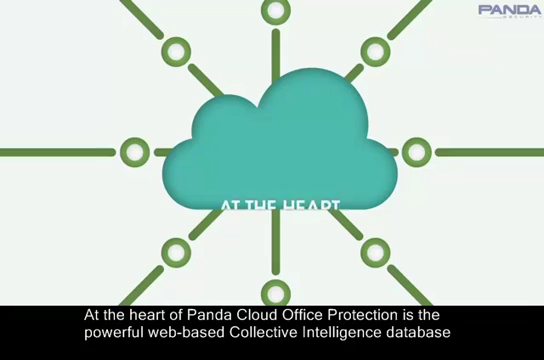 PANDA
SECURITY
AT THE HEART
At the heart of Panda Cloud Office Protection is the
powerful web-based Collective Intelligence database